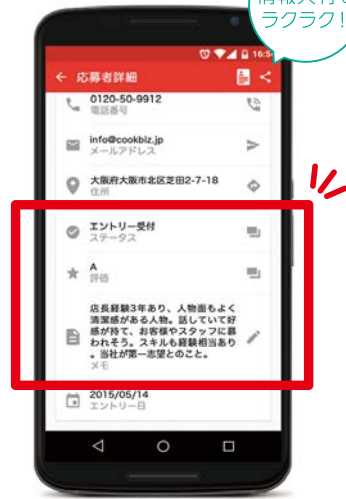 ラクラク！
16:5
応募者詳細
0120-50-9912
電話番号
info@cookbiz.jp
メールアドレス
大阪府大阪市北区芝田2-7-18
住所
エントリー受付
ステータス
A
評価
店長経験3年あり、人物面もよく
清潔感がある人物。話していて好
感が持て、お客様やスタッフに慕
われそう。スキルも経験相当あり
。当社が第一志望とのこと。
メモ
2015/05/14
エントリー日